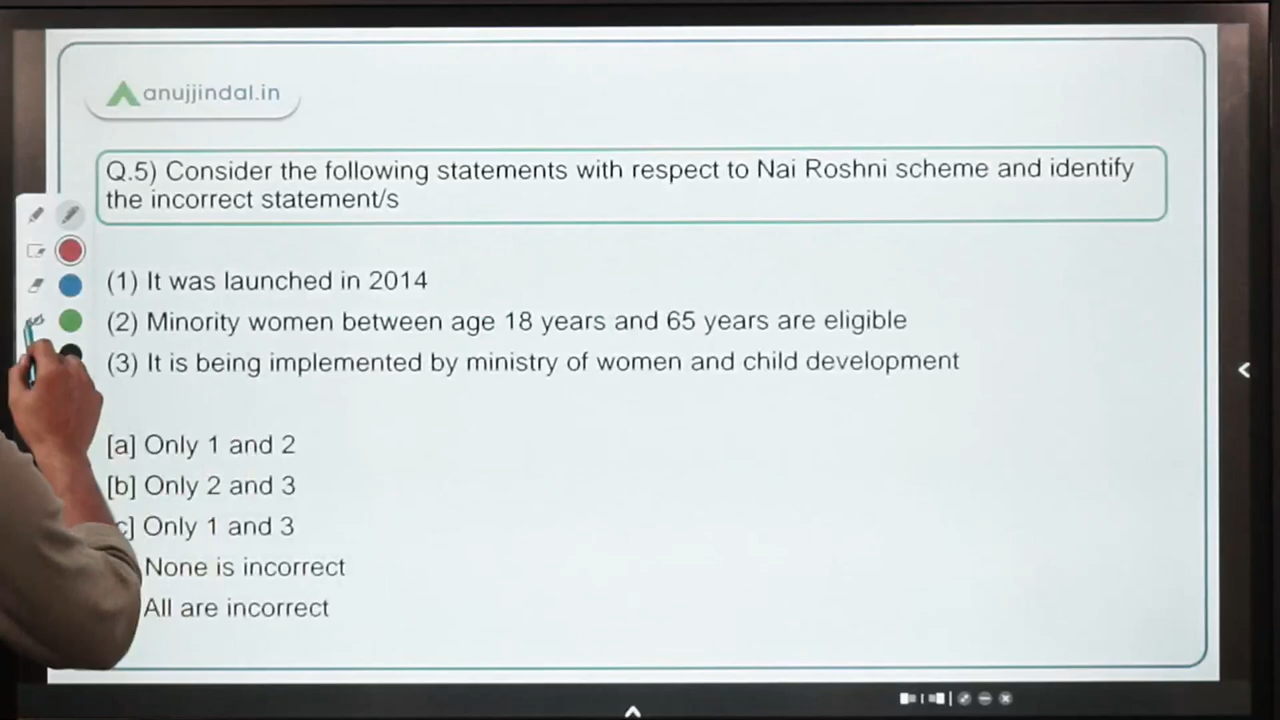 anujjindal.in
Q.5) Consider the following statements with respect to Nai Roshni scheme and identify
the incorrect statement/s
(1) It was launched in 2014
(2) Minority women between age 18 years and 65 years are eligible
(3) It is being implemented by ministry of women and child development
[a] Only 1 and 2
[b] Only 2 and 3
c] Only 1 and 3
None is incorrect
All are incorrect